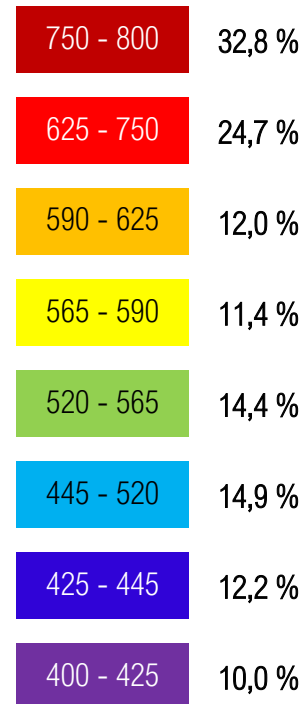 750 - 800 32,8 %
625 - 750 24,7 %
590 - 625 12,0 %
565 - 590 11,4 %
520 - 565 14,4 %
445 - 520 14,9 %
425 - 445 12,2 %
400 - 425 10,0 %